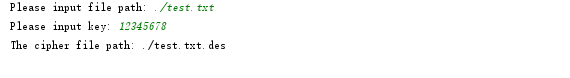 Please input file path: ./test.txt
Please input key: 12345678
The cipher file path: ./test.txt.des